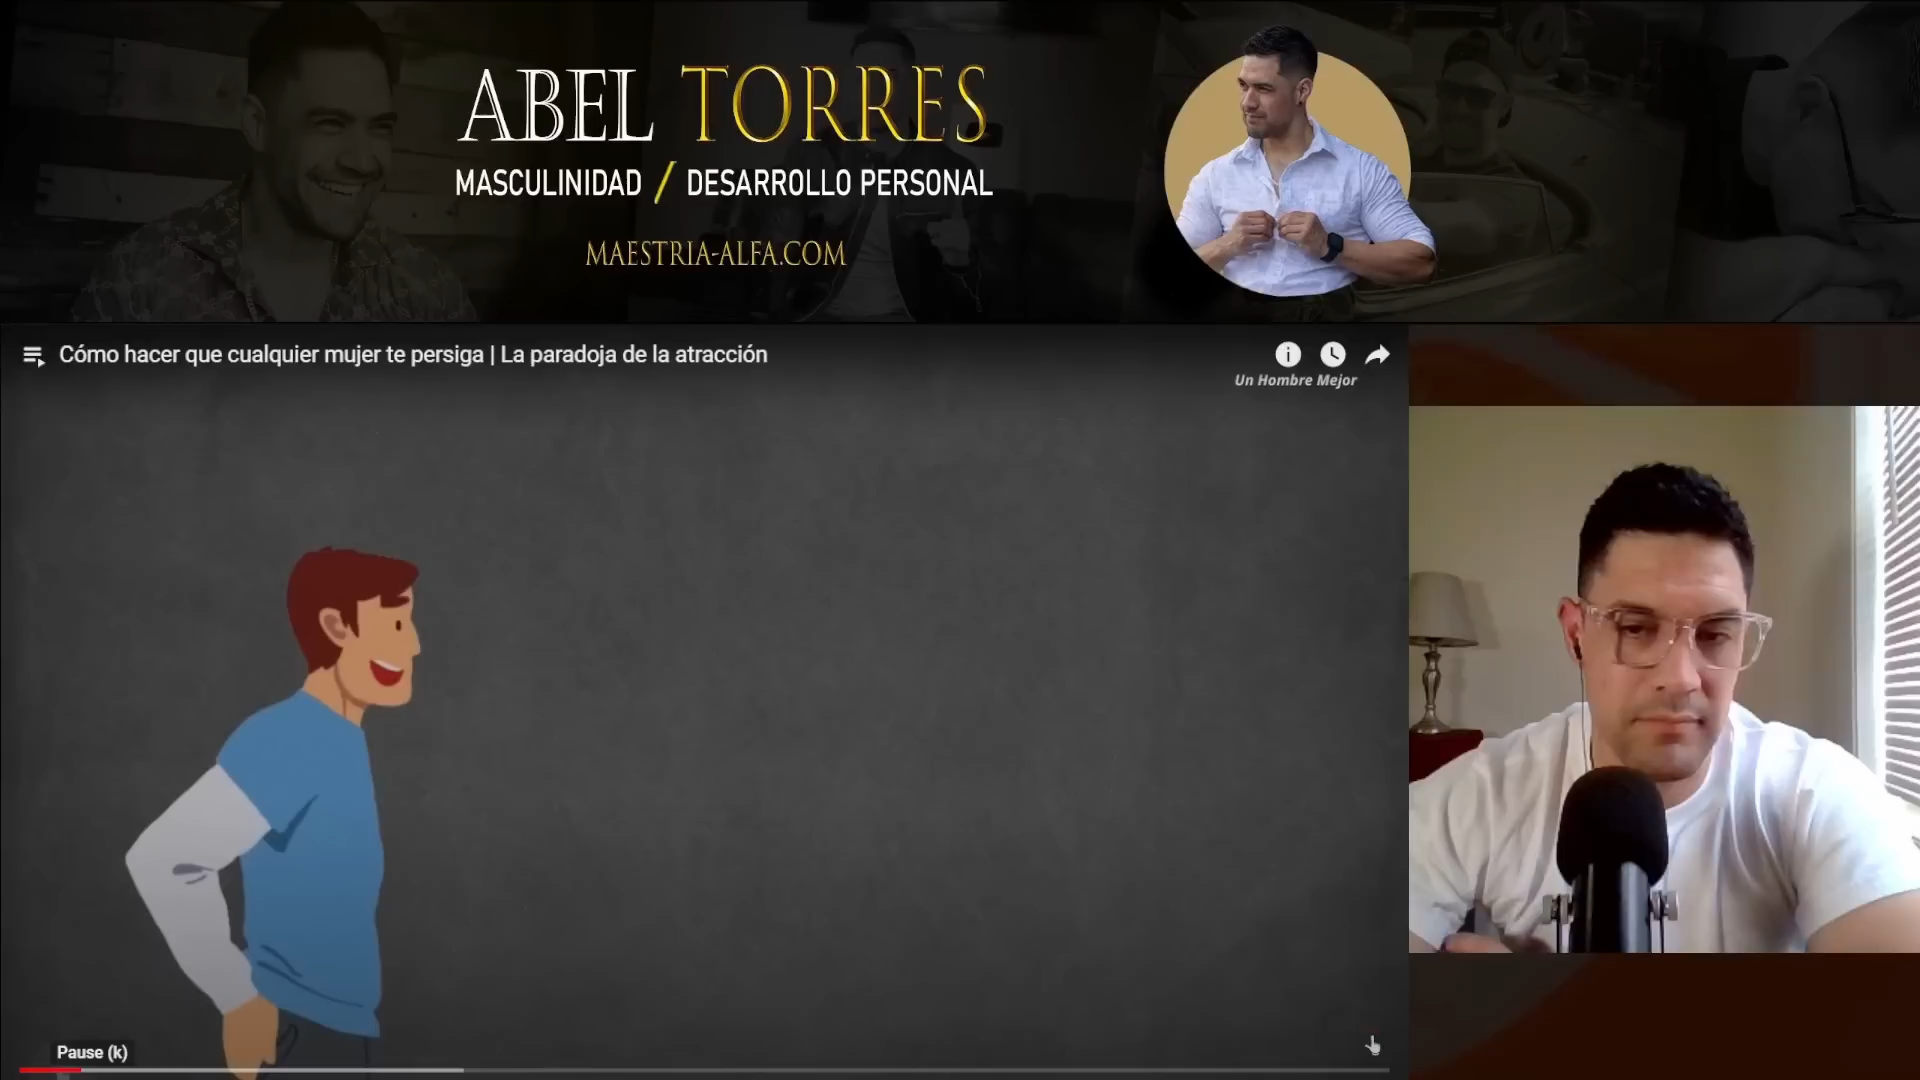 ABEL TORRES
MASCULINIDAD / DESARROLLO PERSONAL
MAESTRIA-ALFA.COM
Cómo hacer que cualquier mujer te persiga | La paradoja de la atracción
Un Hombre Mejor
Pause (k)